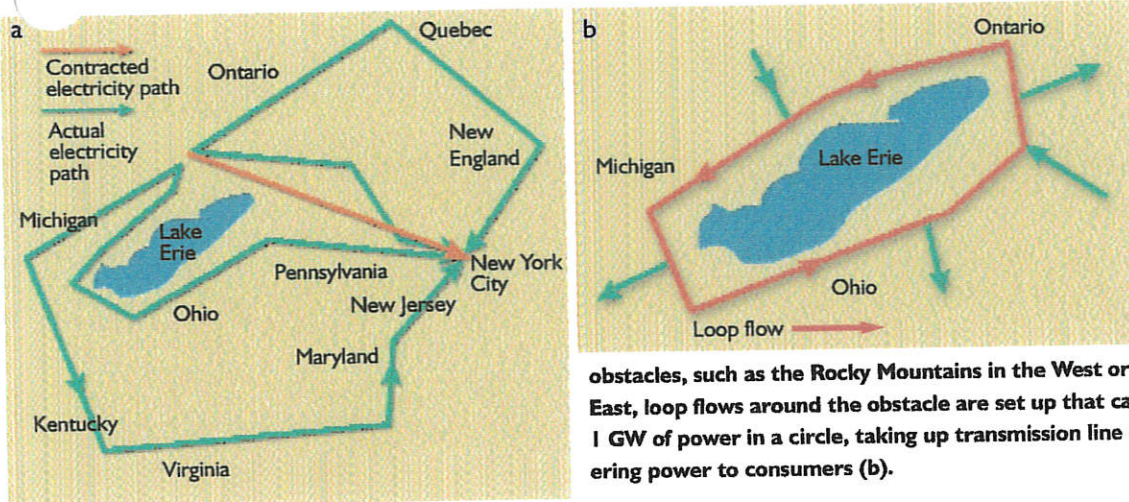 a
Contracted
electricity path
Actual
electricity
path
Ontario
Quebec
New
England
Michigan
Lake
Erie
Pennsylvania
New York
City
Ohio
New Jersey
Maryland
Kentucky
Virginia
b
Ontario
Michigan
Lake Erie
Ohio
Loop flow
obstacles, such as the Rocky Mountains in the West or
East, loop flows around the obstacle are set up that ca
1 GW of power in a circle, taking up transmission line
ering power to consumers (b).